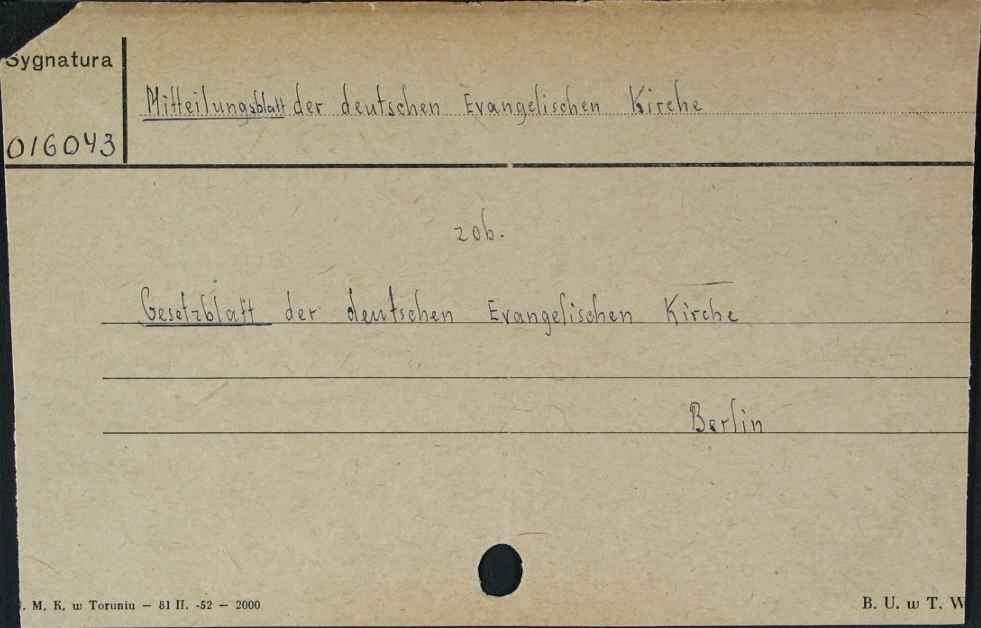 Sygnatura
Mitteilungsblatt der deutschen Evangelischen Kirche
016043
zob.
Gesetzblatt der deutschen Evangelischen Kirche
Berlin
. M. K. w Toruniu — 81 II. -52 — 2000
B. U. w T. W